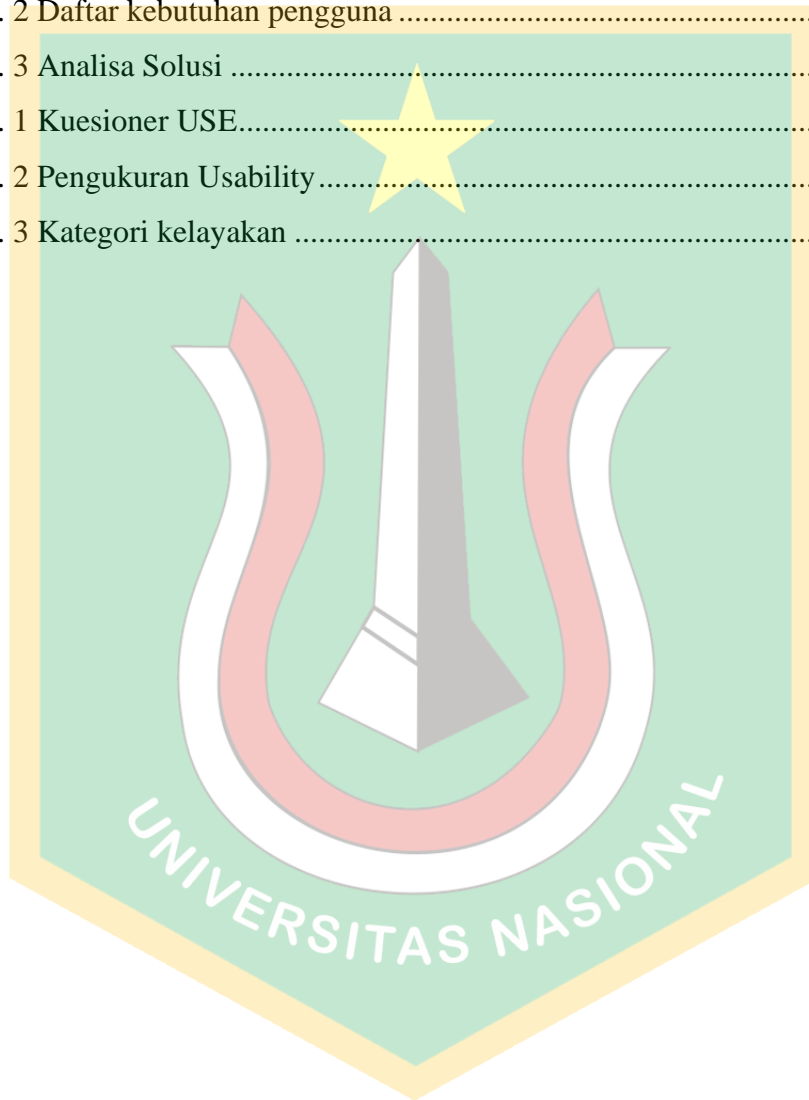 . 2 Daftar kebutuhan pengguna ........................................................
. 3 Analisa Solusi ................................................................................
. 1 Kuesioner USE...............................................................................
. 2 Pengukuran Usability.....................................................................
. 3 Kategori kelayakan ........................................................................
UNIVERSITAS NASIONAL